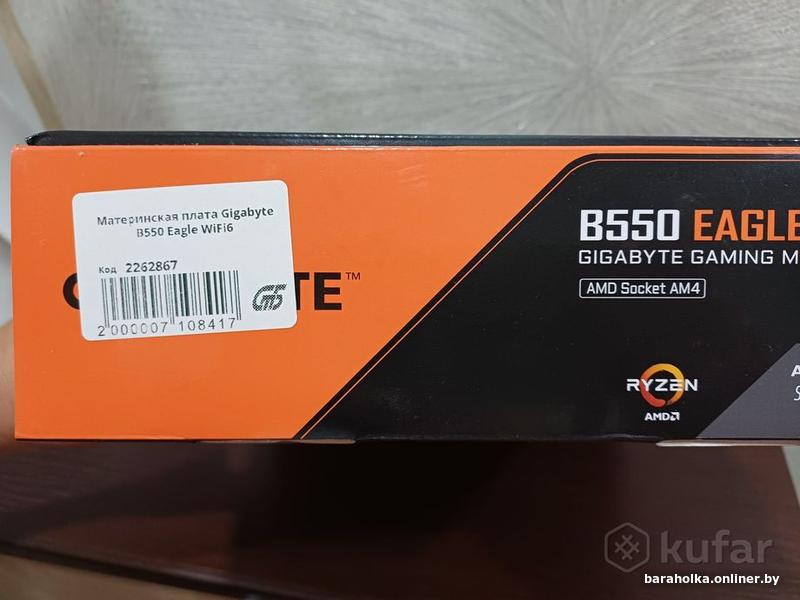 Материнская плата Gigabyte
B550 Eagle WiFi6
Код 2262867
2 000007 108417
TE™
B550 EAGLE
GIGABYTE GAMING M
AMD Socket AM4
RYZEN
AMD
kufar
baraholka.onliner.by